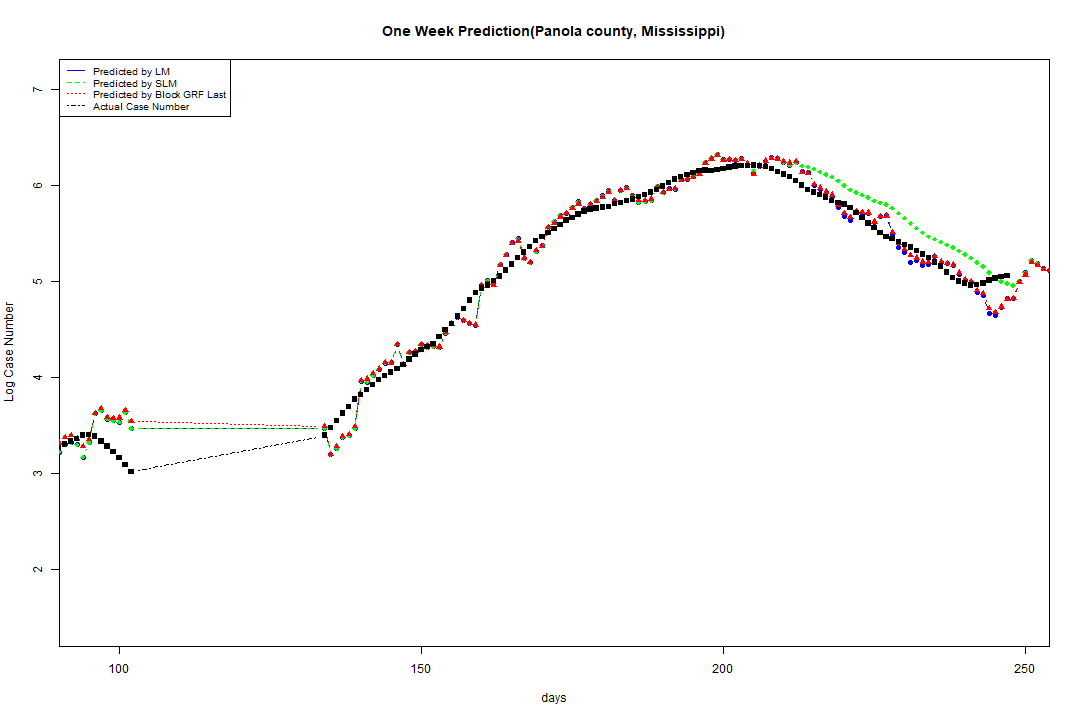 One Week Prediction(Panola county, Mississippi)
Predicted by LM
Predicted by SLM
Predicted by Block GRF Last
Actual Case Number
7
6
5
4
3
2
Log Case Number
100 150 200 250
days